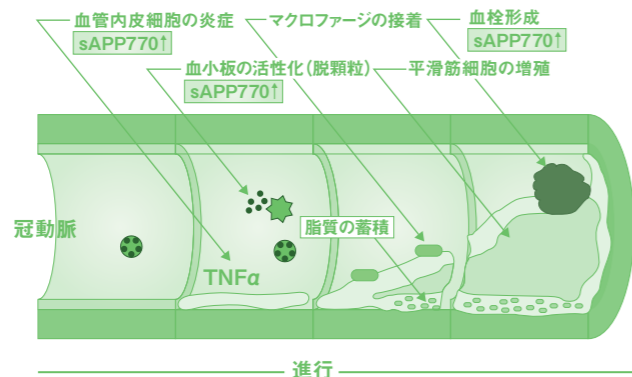 血管内皮細胞の炎症
sAPP770↑
マクロファージの接着
血栓形成
sAPP770↑
血小板の活性化（脱顆粒）
sAPP770↑
平滑筋細胞の増殖
冠動脈
脂質の蓄積
TNFα
進行